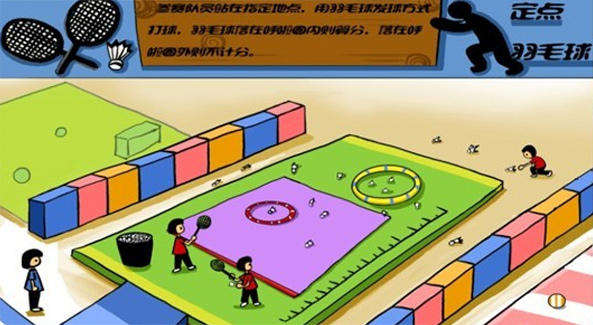 参赛队员站在指定地点，用羽毛球发球方式
打球，羽毛球落在呼啦圈内则算分，落在呼
啦圈外则不计分。
定点
羽毛球